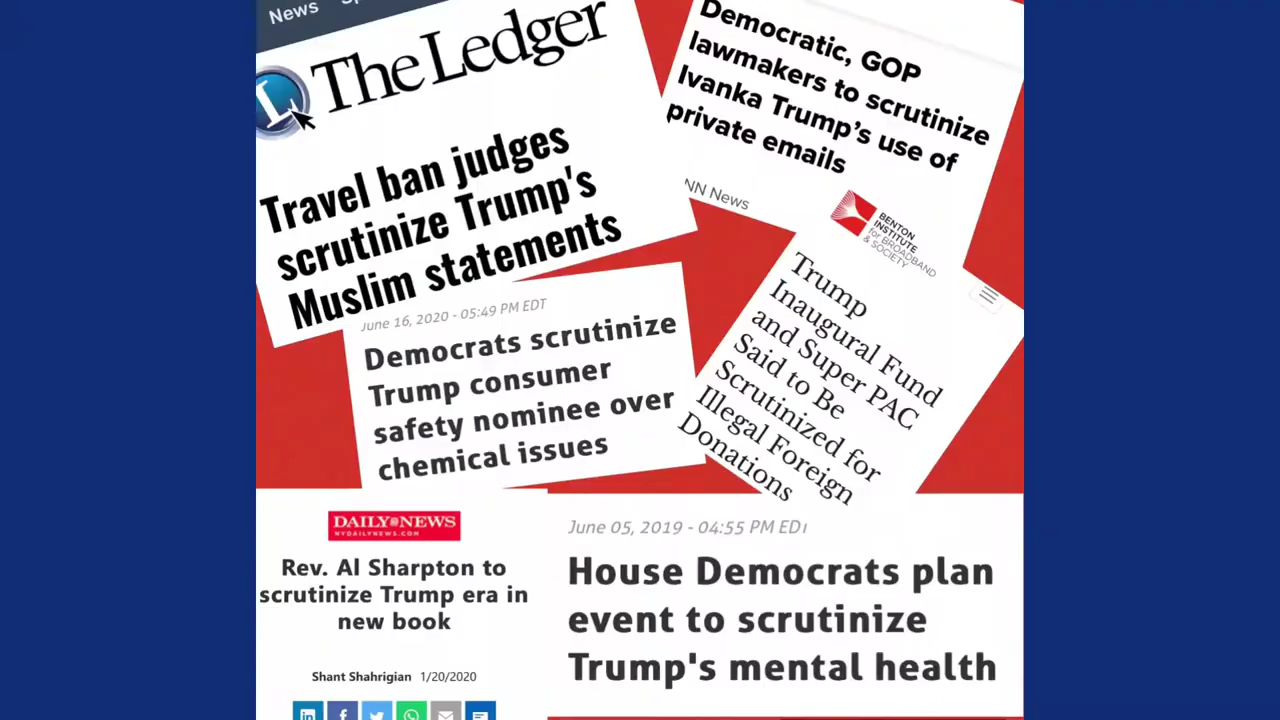 News
The Ledger
Travel ban judges
scrutinize Trump's
Muslim statements
Democratic, GOP
lawmakers to scrutinize
Ivanka Trump's use of
private emails
NN News
BENTON
INSTITUTE
for BROADBAND
& SOCIETY
Trump
Inaugural Fund
and Super PAC
Said to Be
Scrutinized for
Illegal Foreign
Donations
June 16, 2020 - 05:49 PM EDT
Democrats scrutinize
Trump consumer
safety nominee over
chemical issues
DAILY NEWS
NYDAILYNEWS.COM
Rev. Al Sharpton to
scrutinize Trump era in
new book
Shant Shahrigian 1/20/2020
June 05, 2019 - 04:55 PM ED
House Democrats plan
event to scrutinize
Trump's mental health